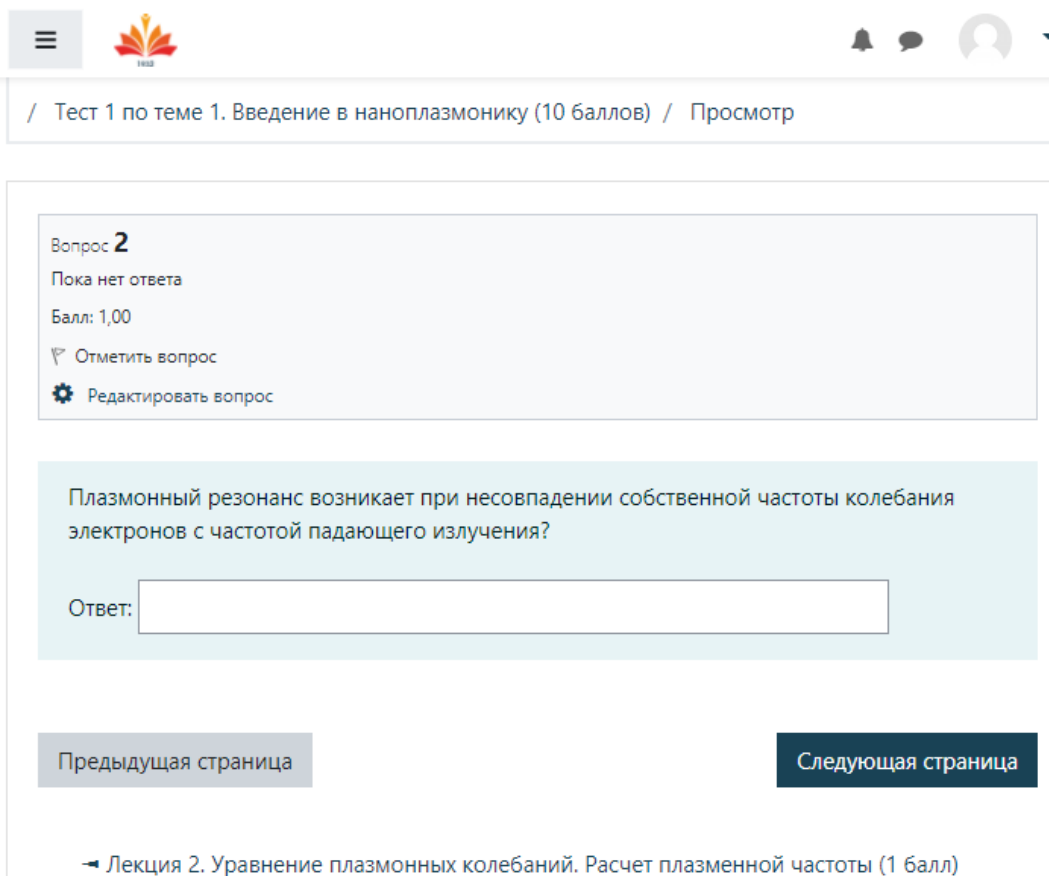 1952
/ Тест 1 по теме 1. Введение в наноплазмонику (10 баллов) / Просмотр
Вопрос 2
Пока нет ответа
Балл: 1,00
Отметить вопрос
Редактировать вопрос
Плазмонный резонанс возникает при несовпадении собственной частоты колебания
электронов с частотой падающего излучения?
Ответ:
Предыдущая страница
Следующая страница
Лекция 2. Уравнение плазмонных колебаний. Расчет плазменной частоты (1 балл)